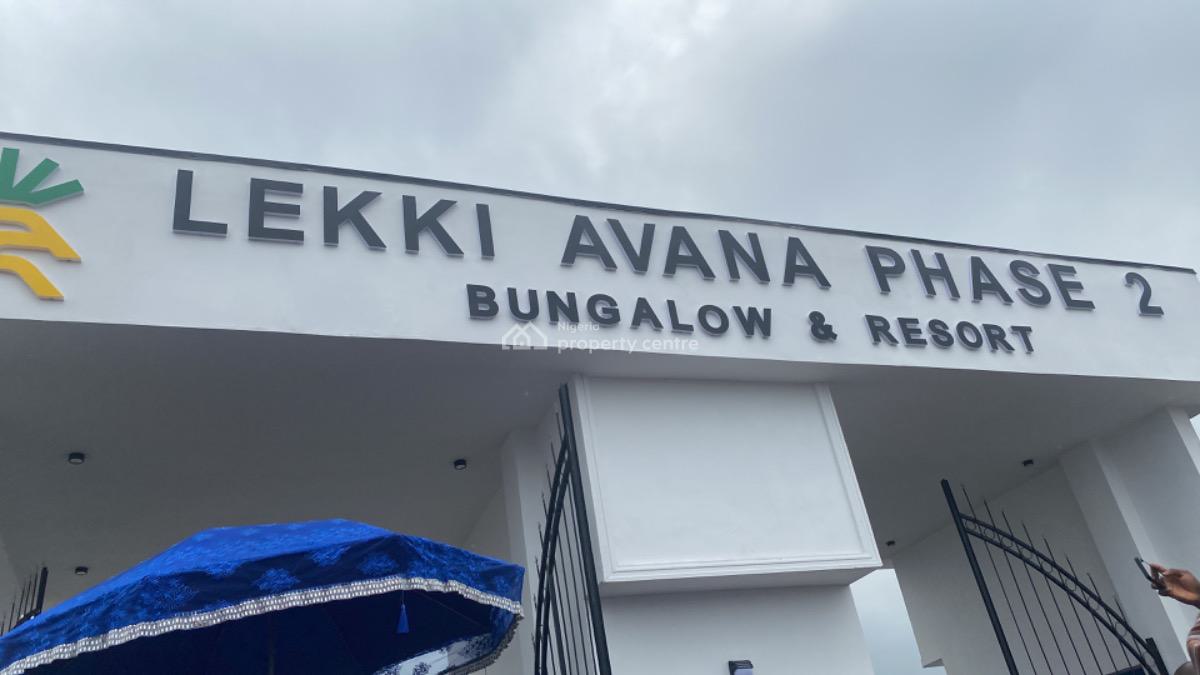 LEKKI AVANA PHASE 2
BUNGALOW & RESORT
Nigeria
property centre